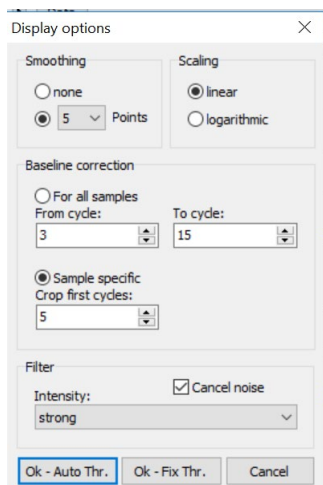 Display options
Smoothing
none
5 Points
Scaling
linear
logarithmic
Baseline correction
For all samples
From cycle: To cycle:
3 15
Sample specific
Crop first cycles:
5
Filter
Intensity: Cancel noise
strong
Ok - Auto Thr. Ok - Fix Thr. Cancel